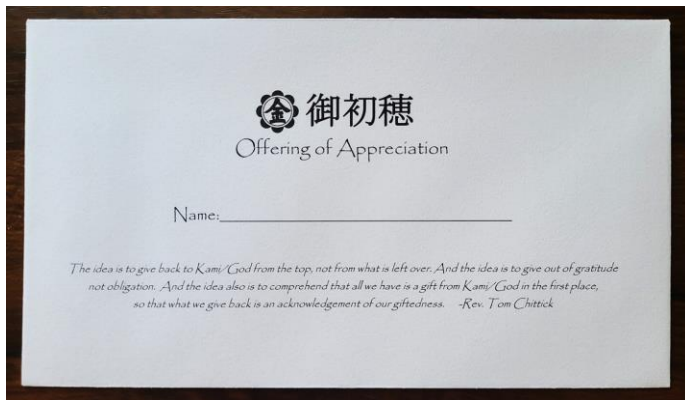 金 御初穂
Offering of Appreciation
Name:
The idea is to give back to Kami/God from the top, not from what is left over. And the idea is to give out of gratitude
not obligation. And the idea also is to comprehend that all we have is a gift from Kami/God in the first place,
so that what we give back is an acknowledgement of our giftedness. -Rev. Tom Chittick